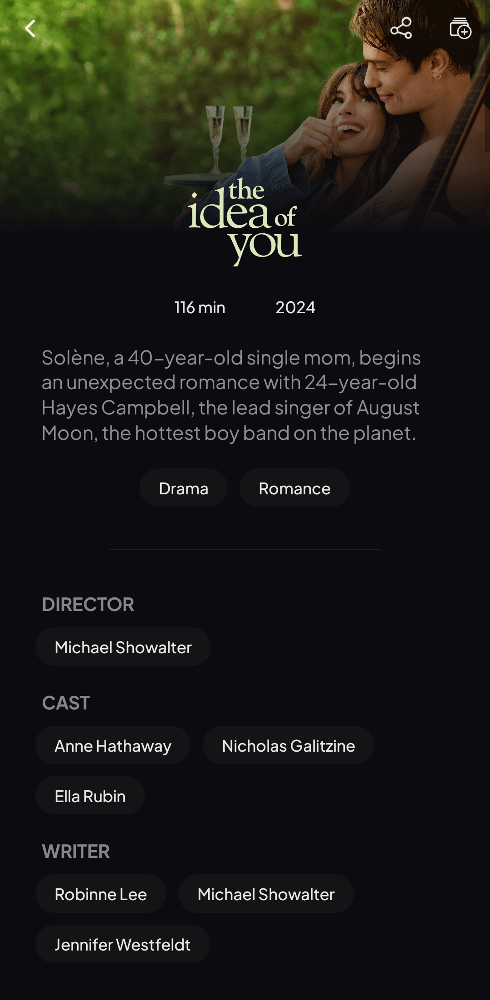 the
idea of
you
116 min 2024
Solène, a 40–year-old single mom, begins
an unexpected romance with 24–year-old
Hayes Campbell, the lead singer of August
Moon, the hottest boy band on the planet.
Drama Romance
DIRECTOR
Michael Showalter
CAST
Anne Hathaway Nicholas Galitzine
Ella Rubin
WRITER
Robinne Lee Michael Showalter
Jennifer Westfeldt